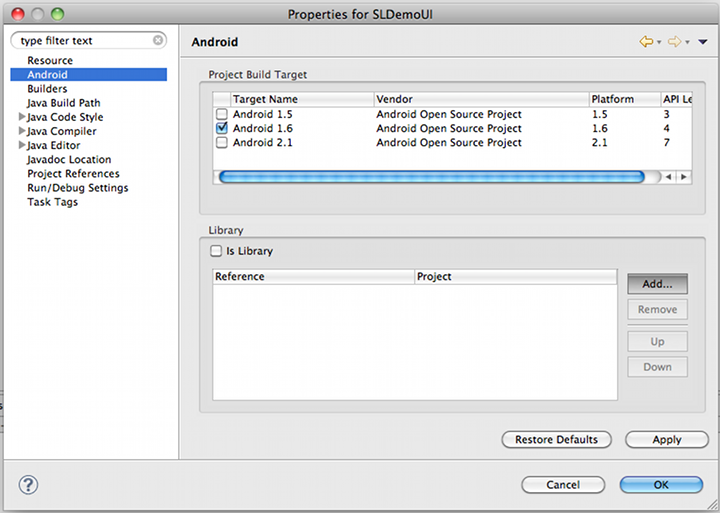 Properties for SLDemoUI
type filter text
Resource
Android
Builders
Java Build Path
Java Code Style
Java Compiler
Java Editor
Javadoc Location
Project References
Run/Debug Settings
Task Tags
Android
Project Build Target
Target Name Vendor Platform API Le
Android 1.5 Android Open Source Project 1.5 3
Android 1.6 Android Open Source Project 1.6 4
Android 2.1 Android Open Source Project 2.1 7
Library
Is Library
Reference Project
Add...
Remove
Up
Down
Restore Defaults Apply
? Cancel OK